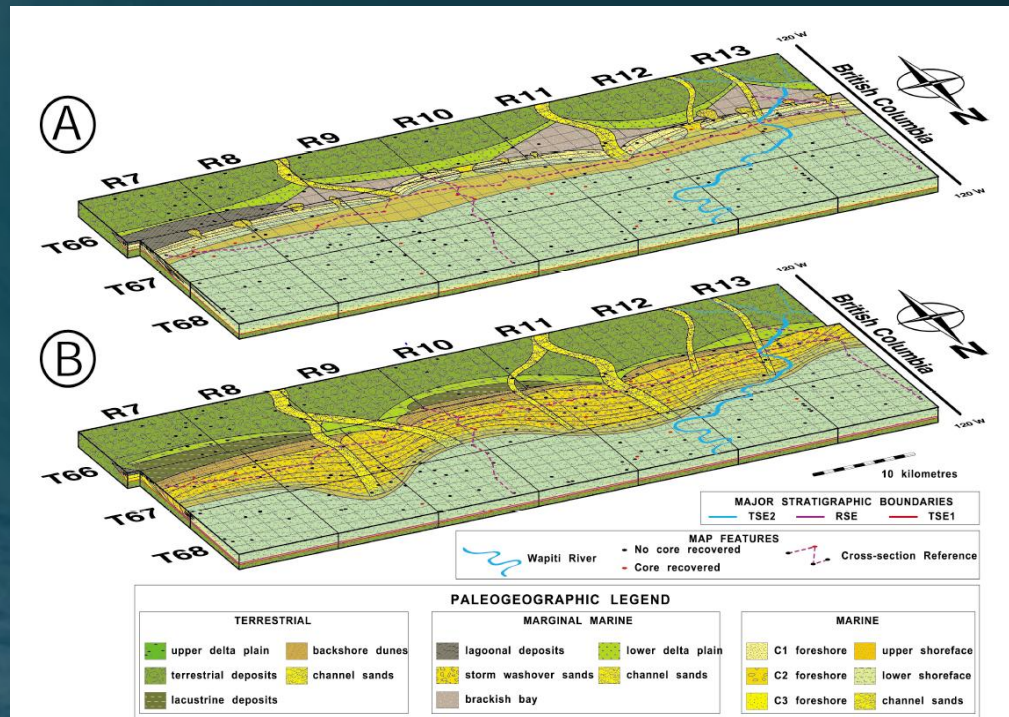 A
R7
R8
R9
R10
R11
R12
R13
120 W
British Columbia
N
120 W
T66
T67
T68
B
R7
R8
R9
R10
R11
R12
R13
120 W
British Columbia
N
120 W
T66
T67
T68
10 kilometres
MAJOR STRATIGRAPHIC BOUNDARIES
TSE2 RSE TSE1
MAP FEATURES
Wapiti River
No core recovered
Core recovered
Cross-section Reference
PALEOGEOGRAPHIC LEGEND
TERRESTRIAL
upper delta plain backshore dunes
terrestrial deposits channel sands
lacustrine deposits
MARGINAL MARINE
lagoonal deposits lower delta plain
storm washover sands channel sands
brackish bay
MARINE
C1 foreshore upper shoreface
C2 foreshore lower shoreface
C3 foreshore channel sands